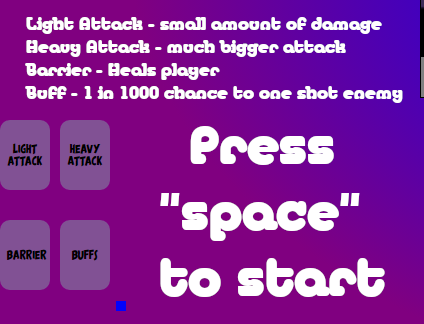 Light Attack - small amount of damage
Heavy Attack - much bigger attack
Barrier - Heals player
Buff - 1 in 1000 chance to one shot enemy
LIGHT
ATTACK
HEAVY
ATTACK
BARRIER
BUFFS
Press
"space"
to start